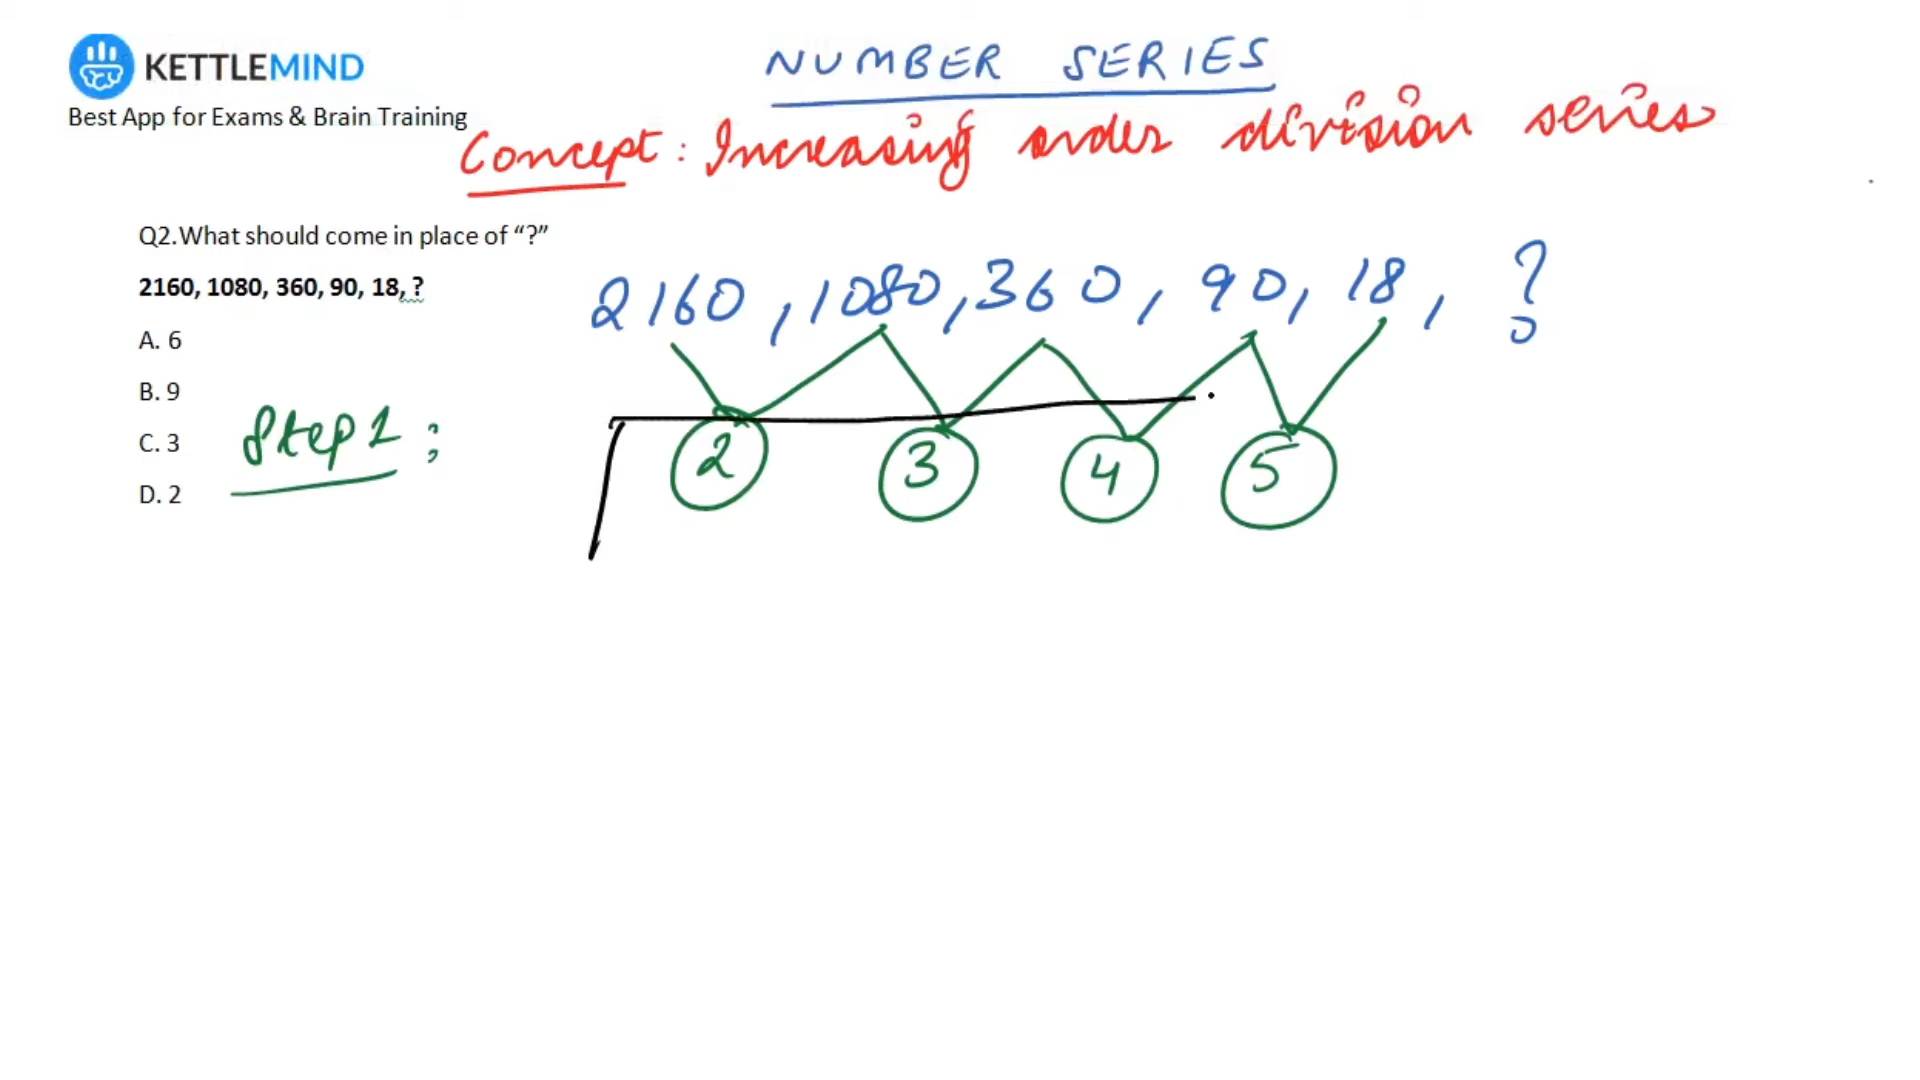 KETTLEMIND
Best App for Exams & Brain Training
NUMBER SERIES
Concept : Increasing order division series
Q2.What should come in place of “?”
2160, 1080, 360, 90, 18, ?
2160 , 1080 , 360 , 90 , 18 , ?
A. 6
B. 9
C. 3
D. 2
Step 1 :
2 3 4 5